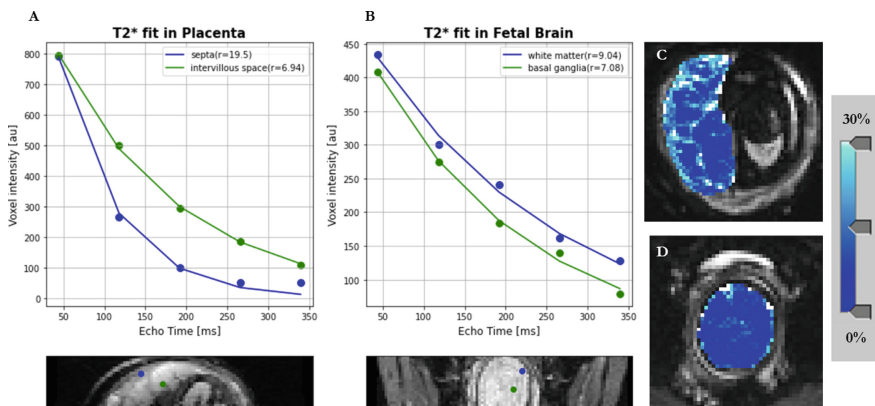 A
T2* fit in Placenta
septa(r=19.5)
intervillous space(r=6.94)
800
700
600
500
400
300
200
100
0
Voxel intensity [au]
50
100
150
200
250
300
350
Echo Time [ms]
B
T2* fit in Fetal Brain
white matter(r=9.04)
basal ganglia(r=7.08)
450
400
350
300
250
200
150
100
Voxel intensity [au]
50
100
150
200
250
300
350
Echo Time [ms]
C
D
30%
0%